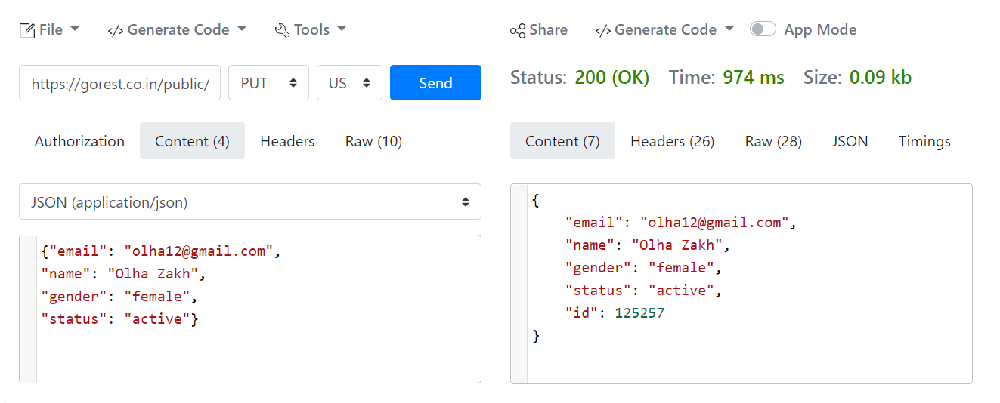 File </> Generate Code Tools
https://gorest.co.in/public/ PUT US Send
Authorization Content (4) Headers Raw (10)
JSON (application/json)
{"email": "olha12@gmail.com",
"name": "Olha Zakh",
"gender": "female",
"status": "active"}
Share </> Generate Code App Mode
Status: 200 (OK) Time: 974 ms Size: 0.09 kb
Content (7) Headers (26) Raw (28) JSON Timings
{
"email": "olha12@gmail.com",
"name": "Olha Zakh",
"gender": "female",
"status": "active",
"id": 125257
}